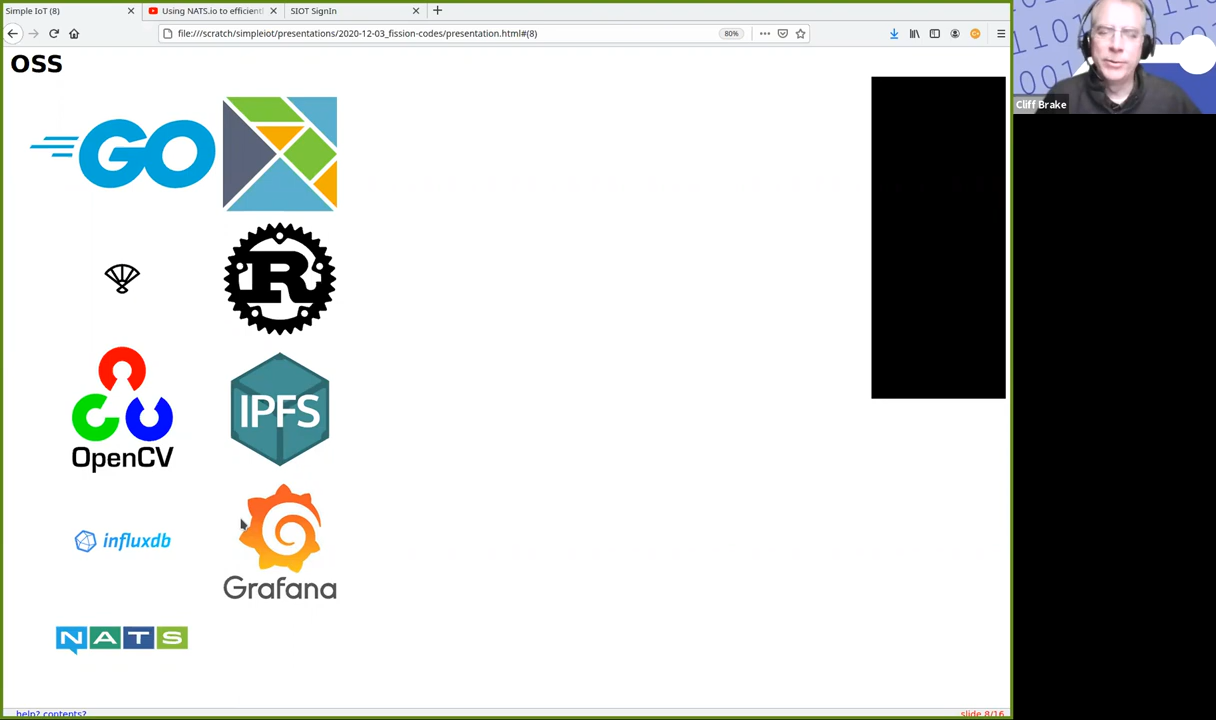 Simple IoT (8)
Using NATS.io to efficient
SIOT SignIn
file:///scratch/simpleiot/presentations/2020-12-03_fission-codes/presentation.html#(8)
80%
Cliff Brake
OSS
GO
R
OpenCV
IPFS
influxdb
Grafana
NATS
help? contents?
slide 8/16